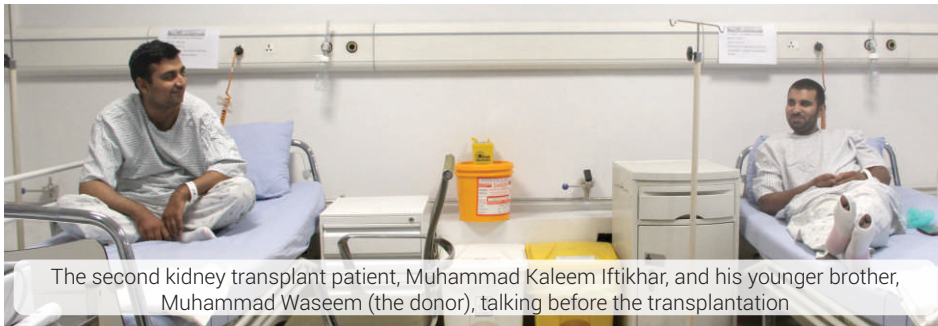 The second kidney transplant patient, Muhammad Kaleem Iftikhar, and his younger brother,
Muhammad Waseem (the donor), talking before the transplantation